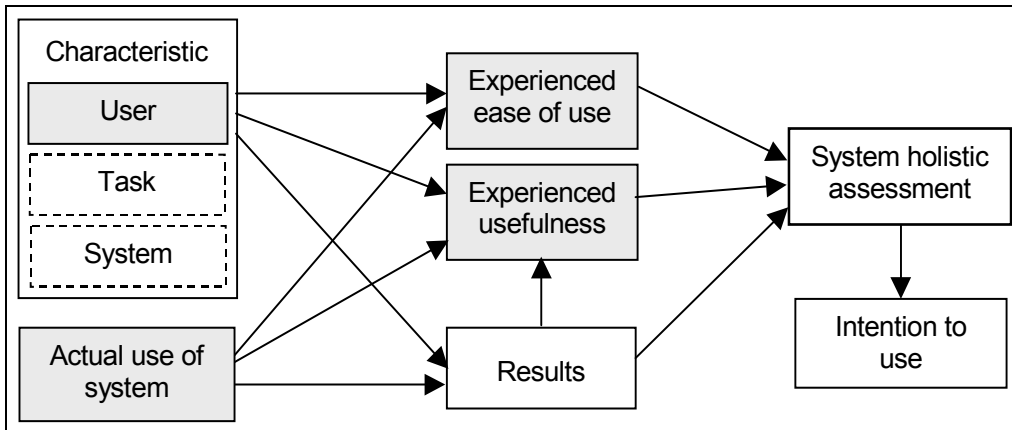 Characteristic
User
Task
System
Actual use of
system
Experienced
ease of use
Experienced
usefulness
Results
System holistic
assessment
Intention to
use